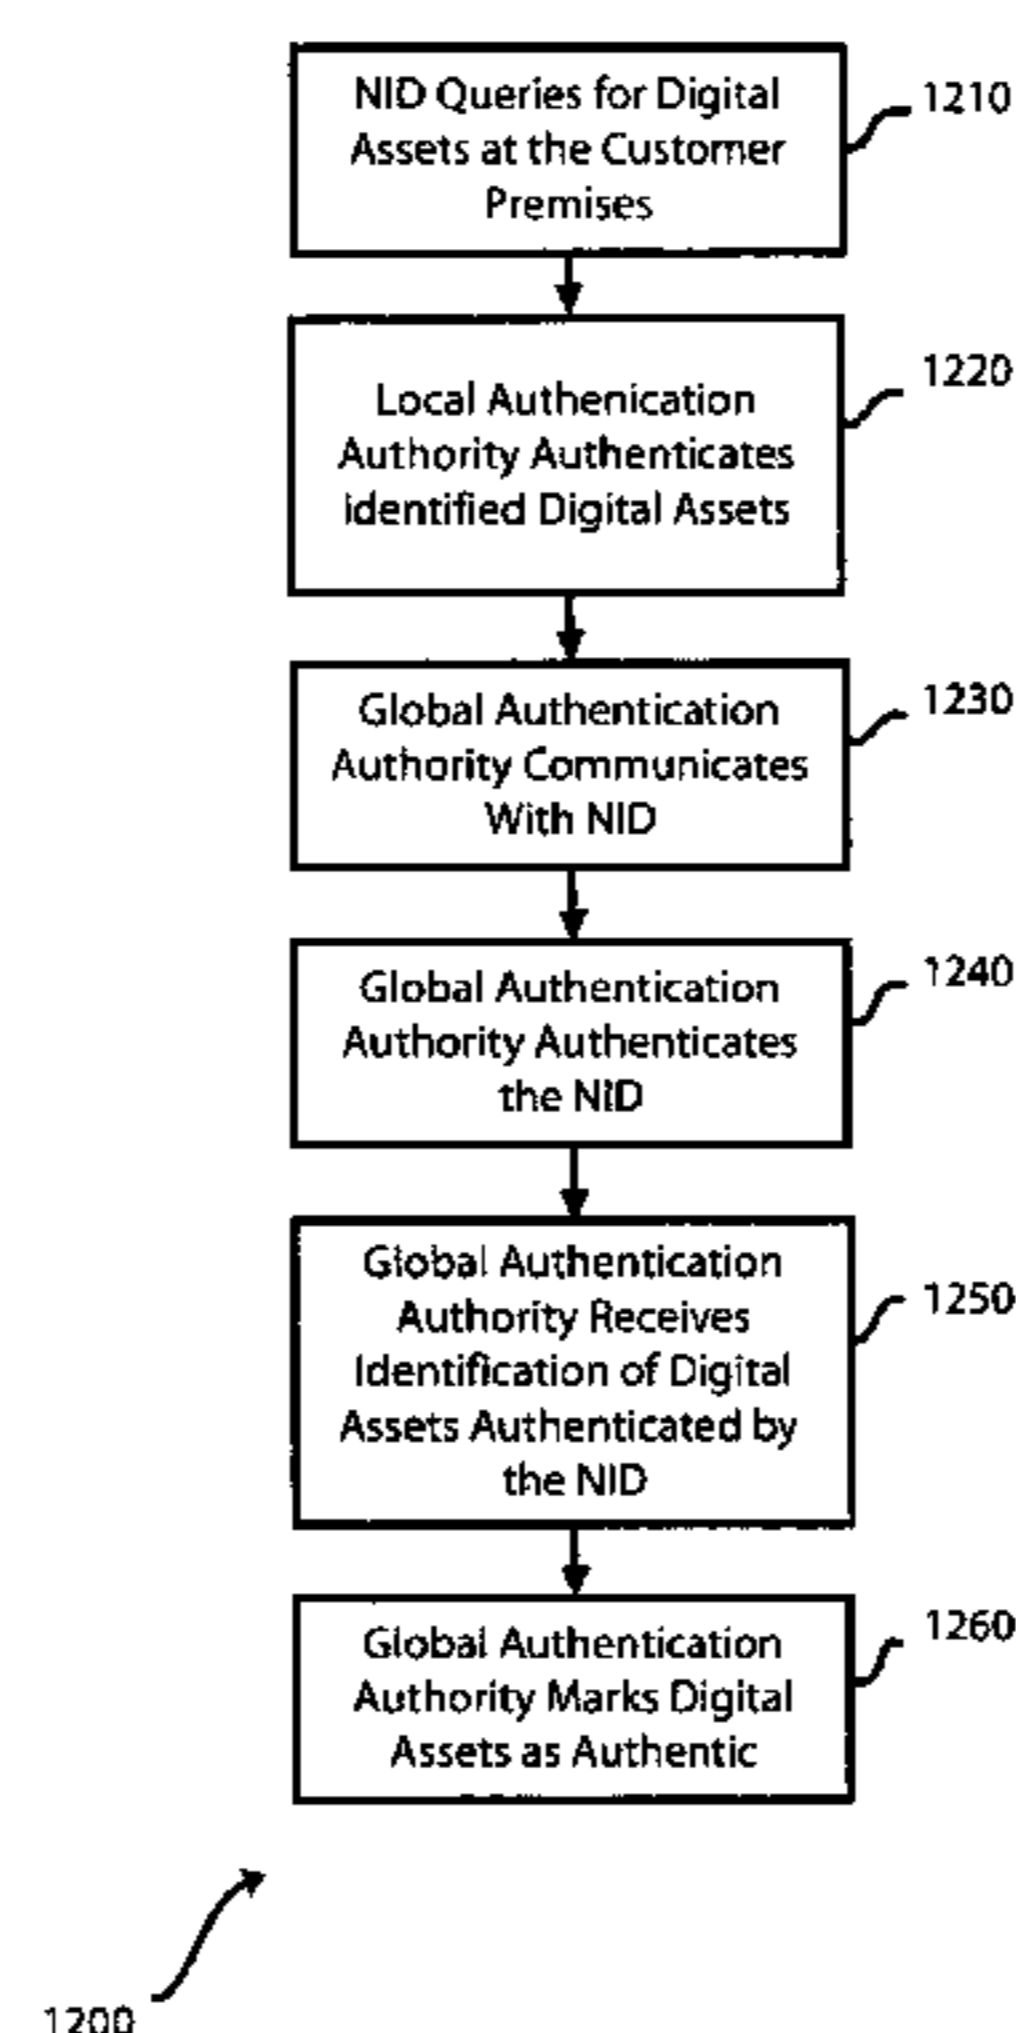 NID Queries for Digital
Assets at the Customer
Premises
1210
Local Authenication
Authority Authenticates
Identified Digital Assets
1220
Global Authentication
Authority Communicates
With NID
1230
Global Authentication
Authority Authenticates
the NID
1240
Global Authentication
Authority Receives
Identification of Digital
Assets Authenticated by
the NID
1250
Global Authentication
Authority Marks Digital
Assets as Authentic
1260
1200